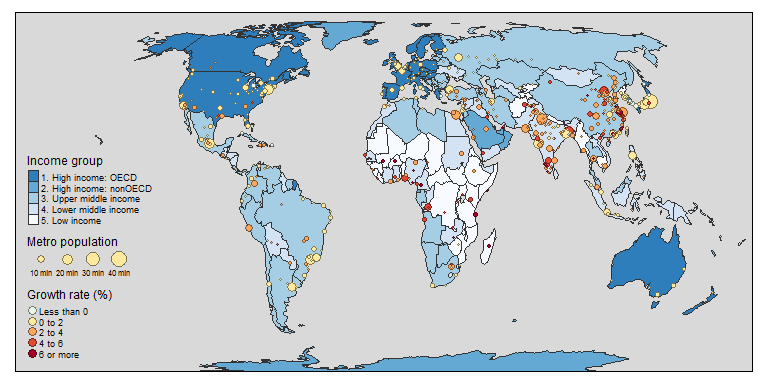 Income group
1. High income: OECD
2. High income: nonOECD
3. Upper middle income
4. Lower middle income
5. Low income
Metro population
10 mln 20 mln 30 mln 40 mln
Growth rate (%)
Less than 0
0 to 2
2 to 4
4 to 6
6 or more